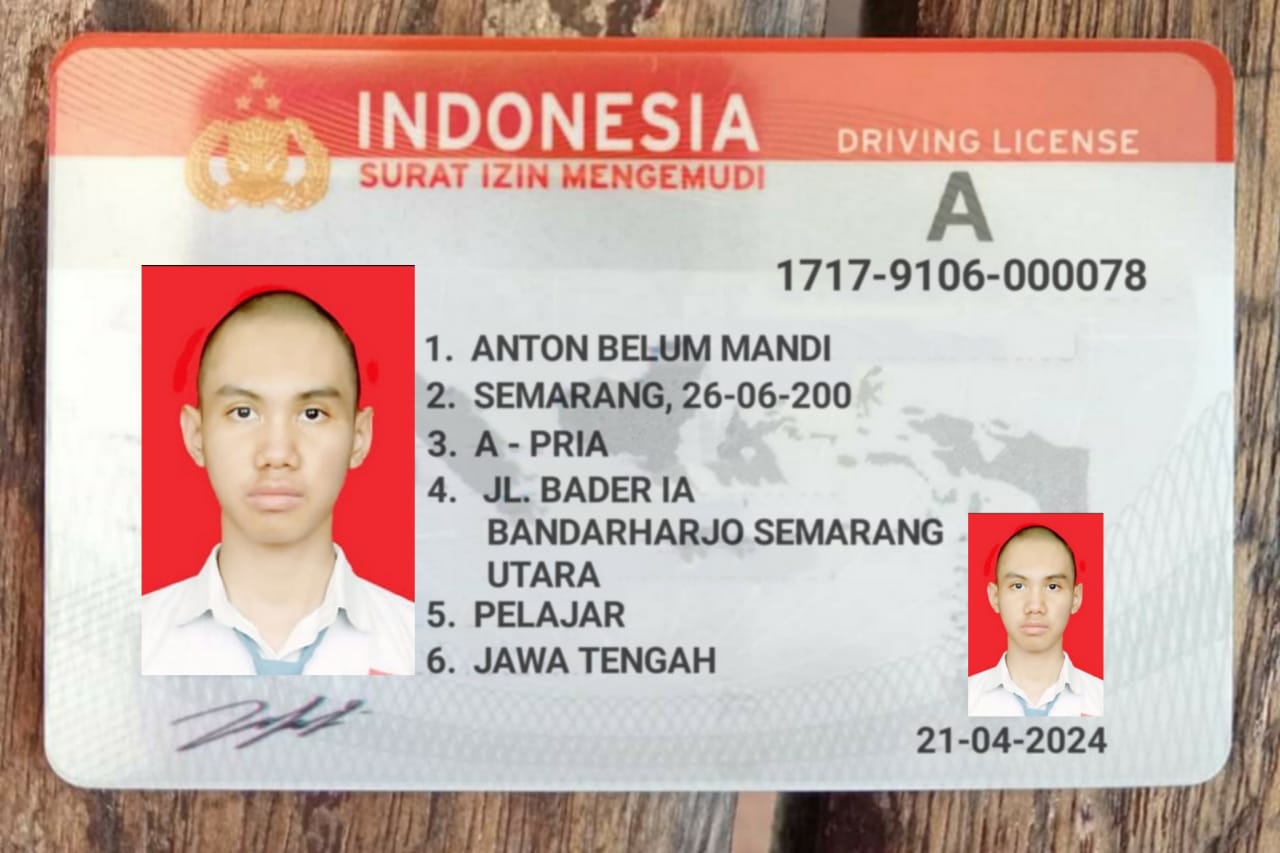 INDONESIA
SURAT IZIN MENGEMUDI
DRIVING LICENSE
A
1717-9106-000078
1. ANTON BELUM MANDI
2. SEMARANG, 26-06-200
3. A - PRIA
4. JL. BADER IA
BANDARHARJO SEMARANG
UTARA
5. PELAJAR
6. JAWA TENGAH
21-04-2024